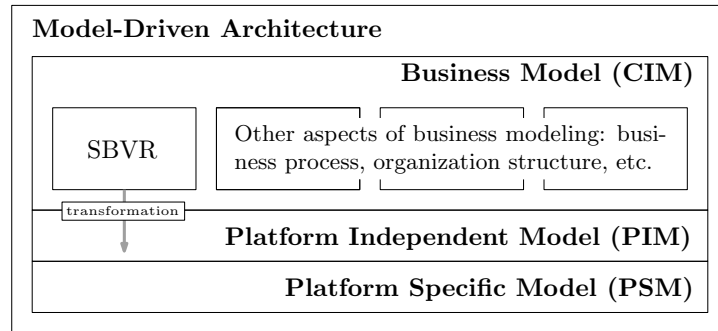 Model-Driven Architecture
Business Model (CIM)
SBVR
Other aspects of business modeling: busi-
ness process, organization structure, etc.
transformation
Platform Independent Model (PIM)
Platform Specific Model (PSM)